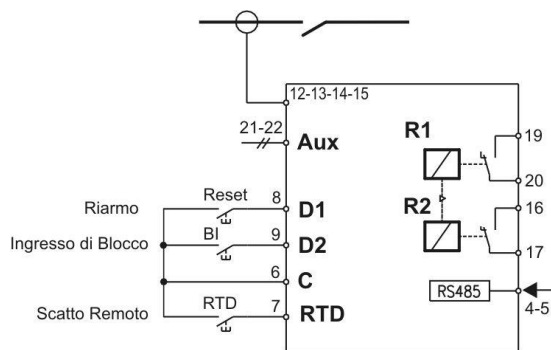 12-13-14-15
21-22
Aux
R1
19
20
Riarmo
Reset
8
D1
R2
16
Ingresso di Blocco
BI
9
D2
17
6
C
RS485
4-5
Scatto Remoto
RTD
7
RTD